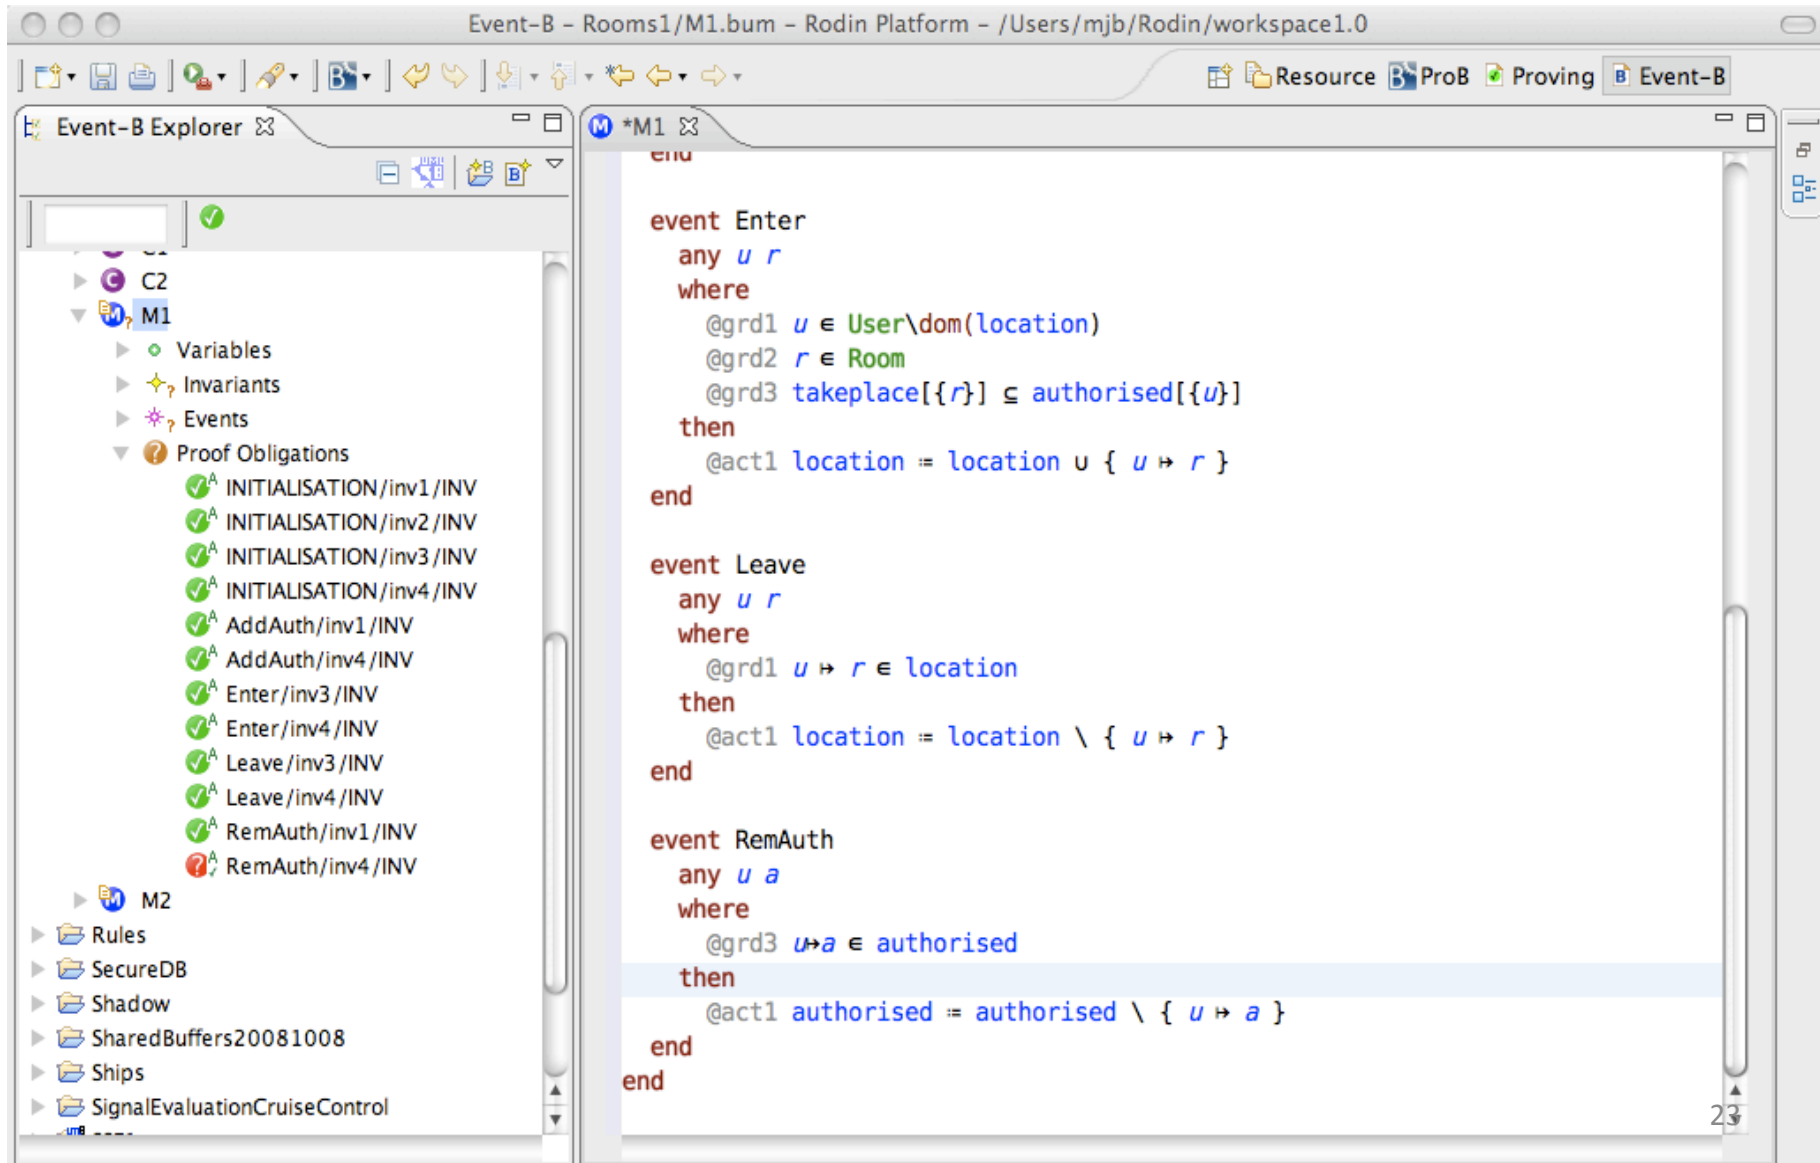 Event-B – Rooms1/M1.bum – Rodin Platform – /Users/mjb/Rodin/workspace1.0
Resource ProB Proving Event-B
Event-B Explorer
C2
M1
Variables
Invariants
Events
Proof Obligations
INITIALISATION/inv1/INV
INITIALISATION/inv2/INV
INITIALISATION/inv3/INV
INITIALISATION/inv4/INV
AddAuth/inv1/INV
AddAuth/inv4/INV
Enter/inv3/INV
Enter/inv4/INV
Leave/inv3/INV
Leave/inv4/INV
RemAuth/inv1/INV
RemAuth/inv4/INV
M2
Rules
SecureDB
Shadow
SharedBuffers20081008
Ships
SignalEvaluationCruiseControl
*M1
end
event Enter
any u r
where
@grd1 u ∈ User\dom(location)
@grd2 r ∈ Room
@grd3 takeplace[{r}] ⊆ authorised[{u}]
then
@act1 location ≔ location ∪ { u ↦ r }
end
event Leave
any u r
where
@grd1 u ↦ r ∈ location
then
@act1 location ≔ location \ { u ↦ r }
end
event RemAuth
any u a
where
@grd3 u↦a ∈ authorised
then
@act1 authorised ≔ authorised \ { u ↦ a }
end
end
23